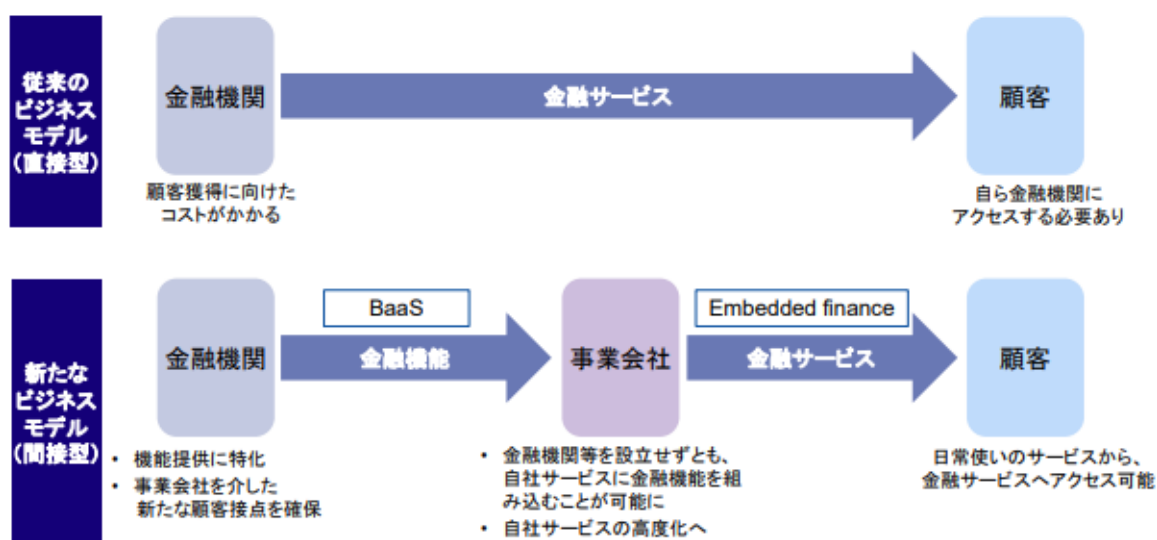 従来の
ビジネス
モデル
(直接型)
金融機関
金融サービス
顧客
顧客獲得に向けた
コストがかかる
自ら金融機関に
アクセスする必要あり
新たな
ビジネス
モデル
(間接型)
金融機関
BaaS
金融機能
事業会社
Embedded finance
金融サービス
顧客
• 機能提供に特化
• 事業会社を介した
新たな顧客接点を確保
• 金融機関等を設立せずとも、
自社サービスに金融機能を組
み込むことが可能に
• 自社サービスの高度化へ
日常使いのサービスから、
金融サービスへアクセス可能